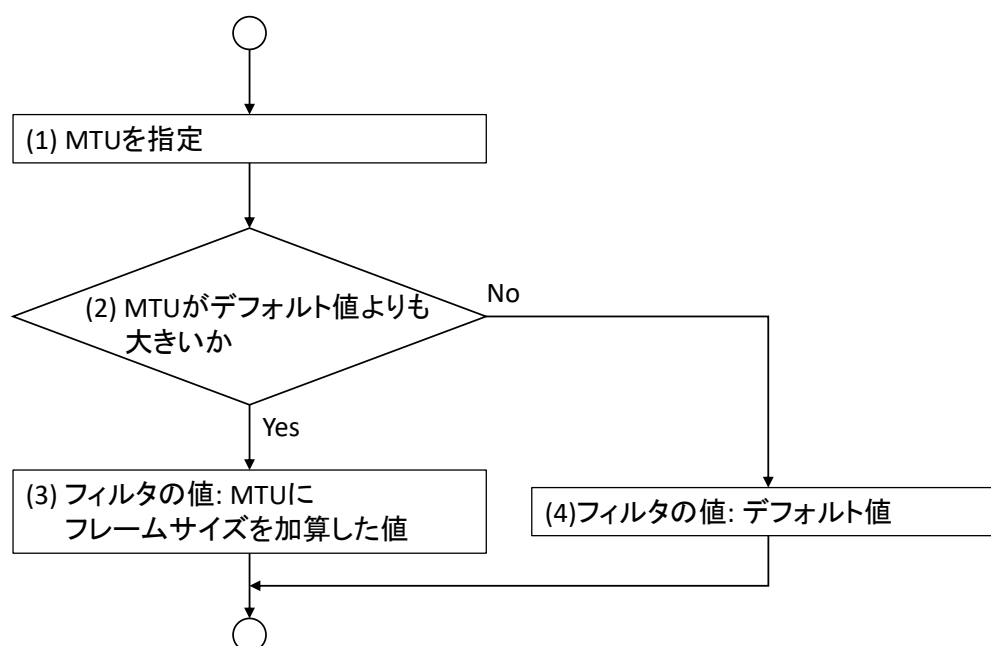 (1) MTUを指定
(2) MTUがデフォルト値よりも
大きいか
No
Yes
(3) フィルタの値: MTUに
フレームサイズを加算した値
(4)フィルタの値: デフォルト値